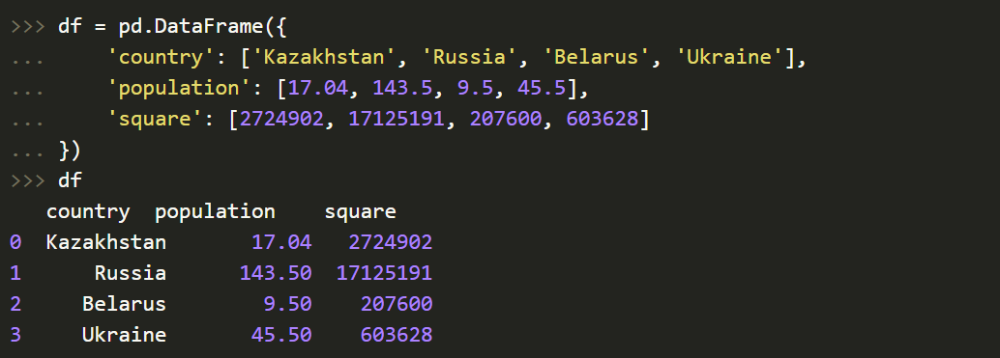 >>> df = pd.DataFrame({
...     'country': ['Kazakhstan', 'Russia', 'Belarus', 'Ukraine'],
...     'population': [17.04, 143.5, 9.5, 45.5],
...     'square': [2724902, 17125191, 207600, 603628]
... })
>>> df
   country  population    square
0  Kazakhstan       17.04   2724902
1      Russia      143.50  17125191
2     Belarus        9.50    207600
3     Ukraine       45.50    603628